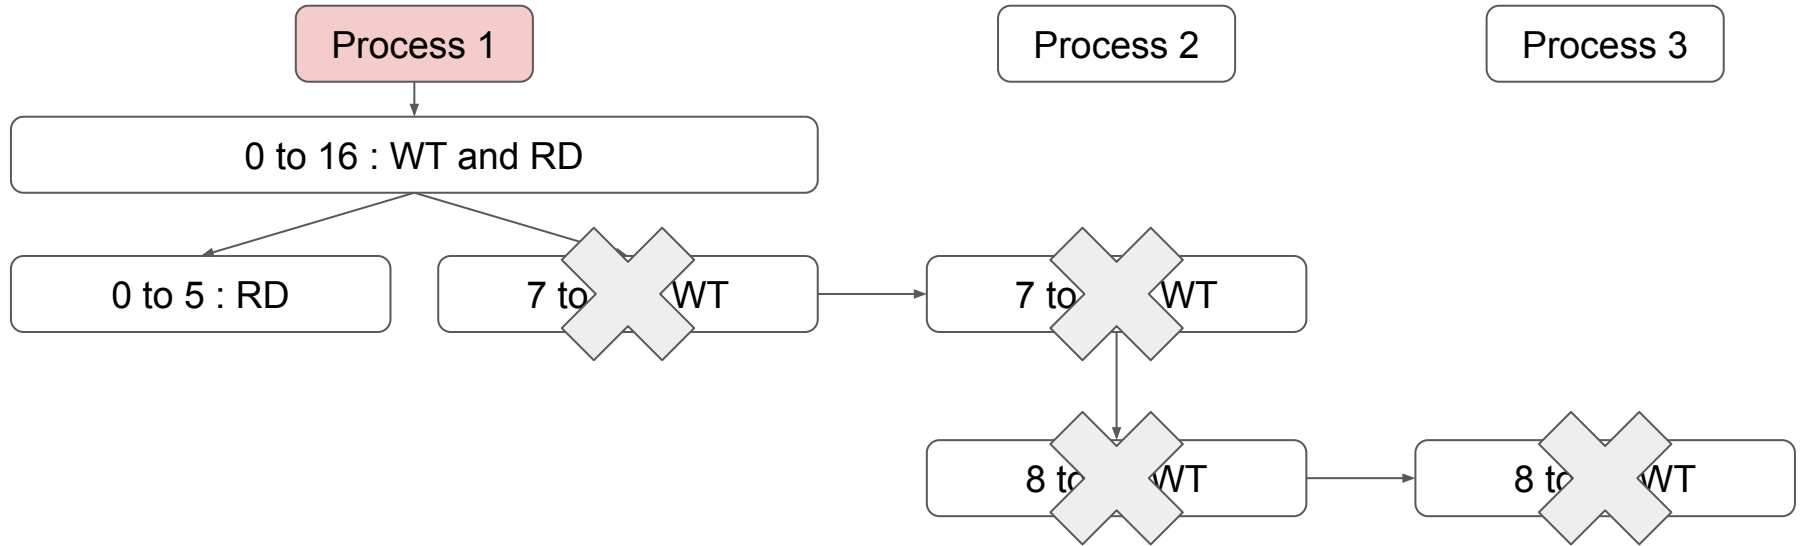 Process 1
Process 2
Process 3
0 to 16 : WT and RD
0 to 5 : RD
7 to WT
7 to WT
8 to WT
8 to WT